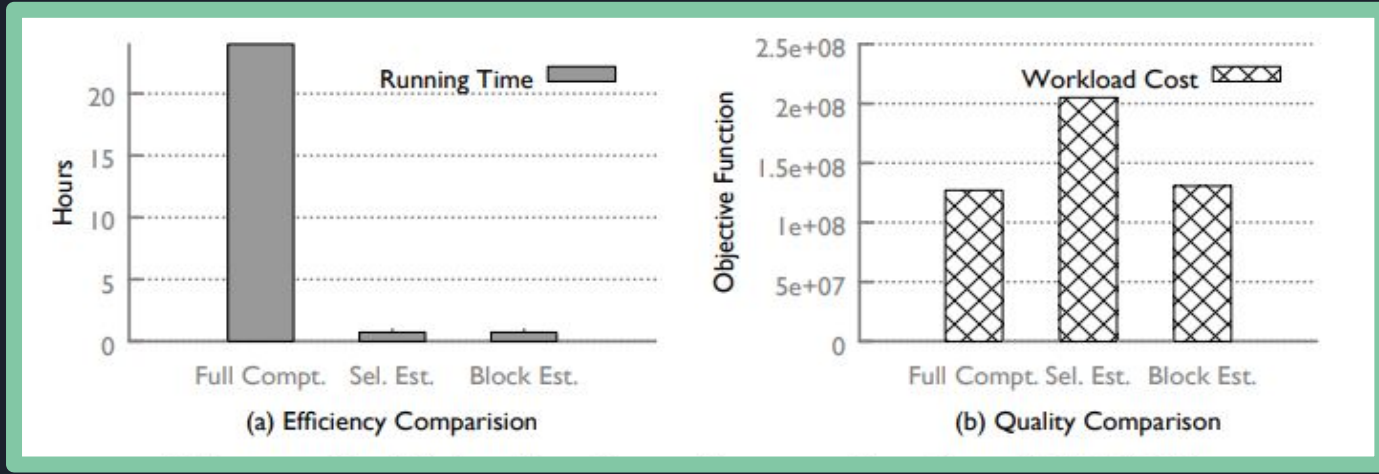 Running Time
20
15
10
5
0
Hours
Full Compt. Sel. Est. Block Est.
(a) Efficiency Comparision
2.5e+08
Workload Cost
2e+08
1.5e+08
1e+08
5e+07
0
Objective Function
Full Compt. Sel. Est. Block Est.
(b) Quality Comparison